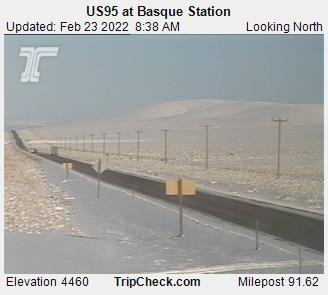 US95 at Basque Station
Updated: Feb 23 2022 8:38 AM Looking North
Elevation 4460 TripCheck.com Milepost 91.62